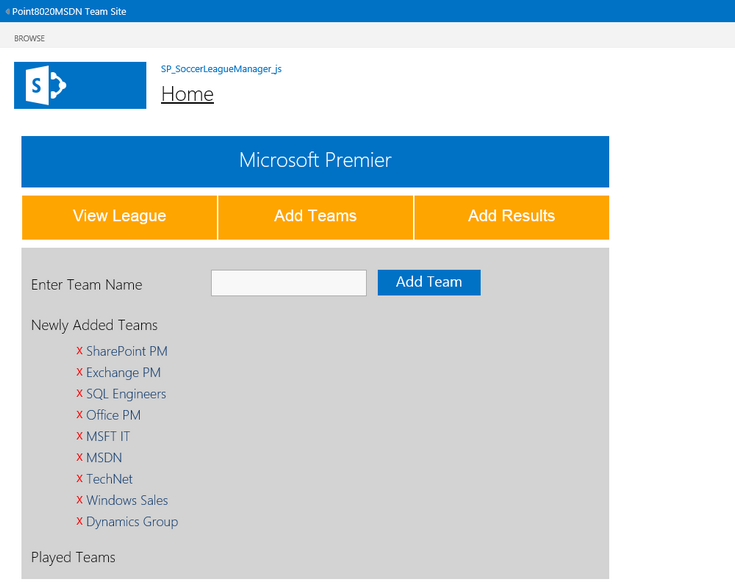 Point8020MSDN Team Site
BROWSE
SP_SoccerLeagueManager_js
S
Home
Microsoft Premier
View League Add Teams Add Results
Enter Team Name Add Team
Newly Added Teams
X SharePoint PM
X Exchange PM
X SQL Engineers
X Office PM
X MSFT IT
X MSDN
X TechNet
X Windows Sales
X Dynamics Group
Played Teams